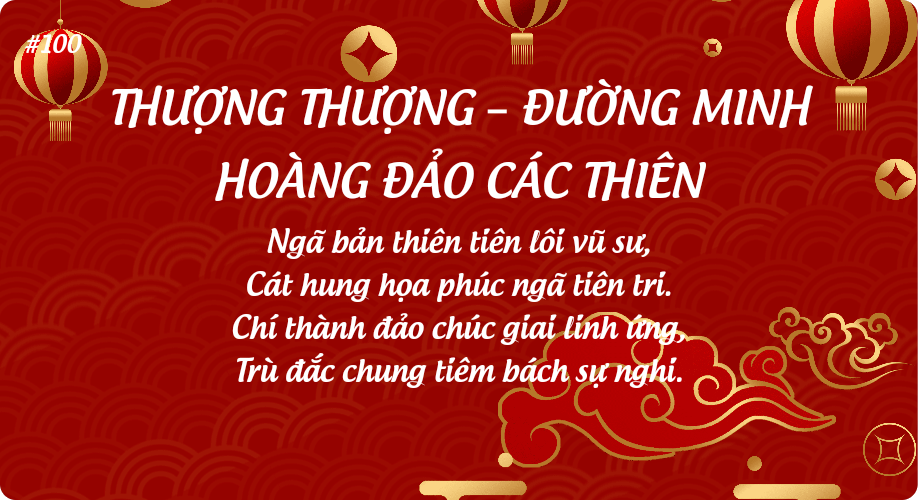 #100
THƯỢNG THƯỢNG – ĐƯỜNG MINH
HOÀNG ĐẢO CÁC THIÊN
Ngã bản thiên tiên lôi vũ sư,
Cát hung họa phúc ngã tiên tri.
Chí thành đảo chúc giai linh ứng,
Trù đắc chung tiêm bách sự nghi.